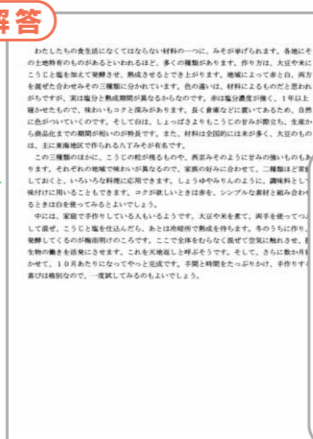 解答
わたしたちの食生活になくてはならない材料の一つに、みそが挙げられます。各地にそ
の土地特有のものがあるといわれるほど、多くの種類があります。作り方は、大豆や米に
こうじと塩を加えて発酵させ、熟成させるとでき上がります。地域によって赤と白、両方
を混ぜた合わせみその三種類に分かれています。色の違いは、材料によるものだと思われ
がちですが、実は塩分と熟成期間が異なるからなのです。赤は塩分濃度が強く、1年以上
寝かせたもので、味わいもコクと深みがあります。長く倉庫などに置いてあるため、自然
に色がついていくのです。そして白は、しょっぱさよりもこうじの甘みが際立ち、生産か
ら商品化までの期間が短いのが特長です。また、材料は全国的には米が多く、大豆のもの
は、主に東海地区で作られる八丁みそが有名です。
この三種類のほかに、こうじの粒が残るものや、西京みそのように甘みの強いものもあ
ります。それぞれの地域で味わいが異なるので、家族の好みに合わせて、二種類ほど常備
しておくと、いろいろな料理に応用できます。しょうゆやみりんのように、調味料として
味付けに用いることもできます。コクが欲しいときは赤を、シンプルな素材と組み合わせ
るときは白を使ってみるとよいでしょう。
中には、家庭で手作りしている人もいるようです。大豆や米を煮て、両手を使ってつぶ
して混ぜ、こうじと塩を仕込んだら、あとは冷暗所で熟成を待ちます。冬のうちに作り、
発酵してくるのが梅雨明けのころです。ここで全体をむらなく混ぜて空気に触れさせ、微
生物の働きを活発にさせます。これを天地返しと呼ぶそうです。そして、さらに数か月寝
かせて、10月あたりになってやっと完成です。手間と時間をたっぷりかけ、手作りする
喜びは格別なので、一度試してみるのもよいでしょう。